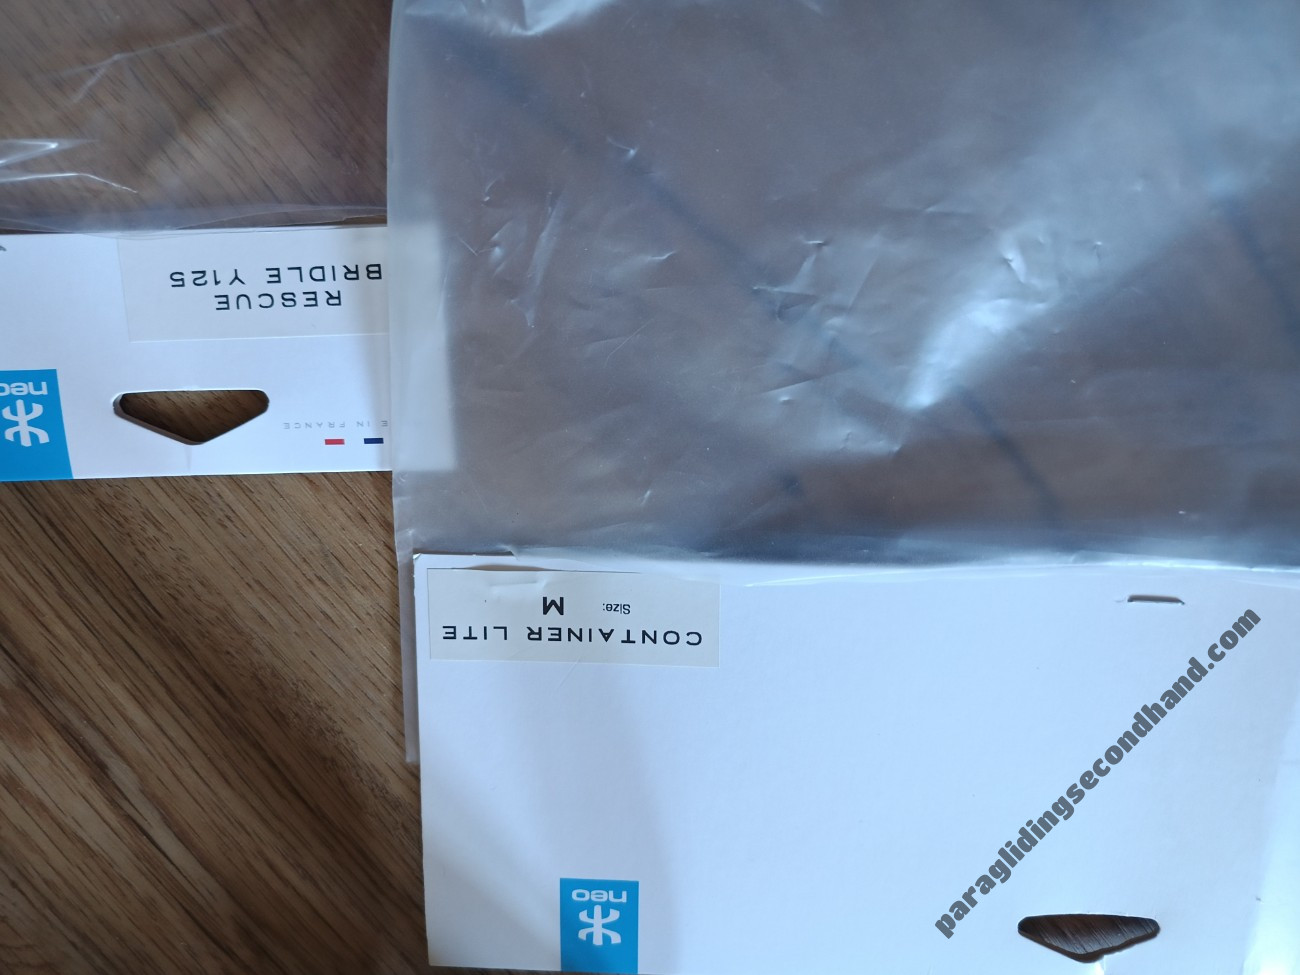 RESCUE
BRIDLE Y125
neo
E IN FRANCE
CONTAINER LITE
Size: M
neo
paraglidingsecondhand.com